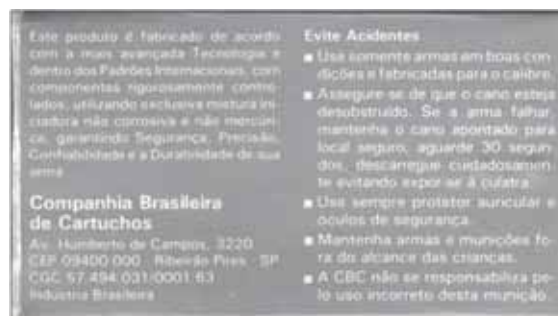 Este produto é fabricado de acordo
com a mais avançada Tecnologia e
dentro dos Padrões Internacionais, com
componentes rigorosamente contro-
lados, utilizando exclusiva mistura ini-
ciadora não corrosiva e não mercúri-
ca, garantindo Segurança, Precisão,
Confiabilidade e a Durabilidade de sua
arma
Companhia Brasileira
de Cartuchos
Av. Humberto de Campos, 3220
CEP 09400 000 Ribeirão Pires SP
CGC 57.494.031/0001 63
Indústria Brasileira
Evite Acidentes
■ Use somente armas em boas con
dições e fabricadas para o calibre
■ Assegure-se de que o cano esteja
desobstruído. Se a arma falhar
mantenha o cano apontado para
local seguro, aguarde 30 segun-
dos, descarregue cuidadosamen-
te evitando expor-se à culatra.
■ Use sempre protetor auricular e
óculos de segurança.
■ Mantenha armas e munições fo-
ra do alcance das crianças.
■ A CBC não se responsabiliza pe-
lo uso incorreto desta munição.